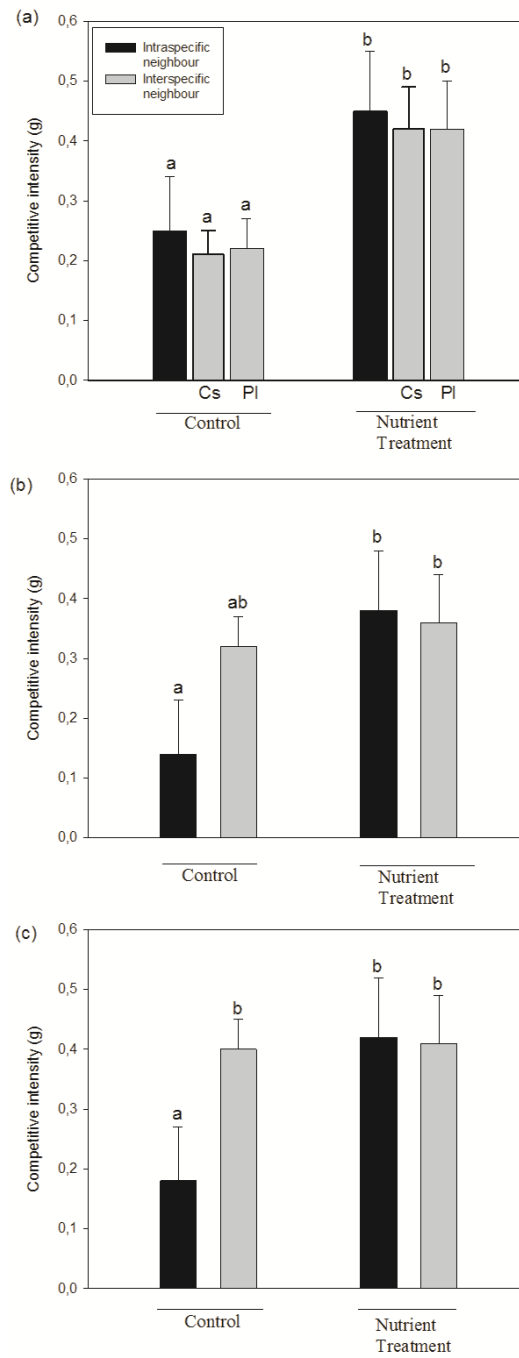 (a)
Competitive intensity (g)
0,6
0,5
0,4
0,3
0,2
0,1
0,0
Intraspecific
neighbour
Interspecific
neighbour
a
a
a
b
b
b
Cs
Pl
Cs
Pl
Control
Nutrient
Treatment
(b)
Competitive intensity (g)
0,6
0,5
0,4
0,3
0,2
0,1
0,0
a
ab
b
b
Control
Nutrient
Treatment
(c)
Competitive intensity (g)
0,6
0,5
0,4
0,3
0,2
0,1
0,0
a
b
b
b
Control
Nutrient
Treatment